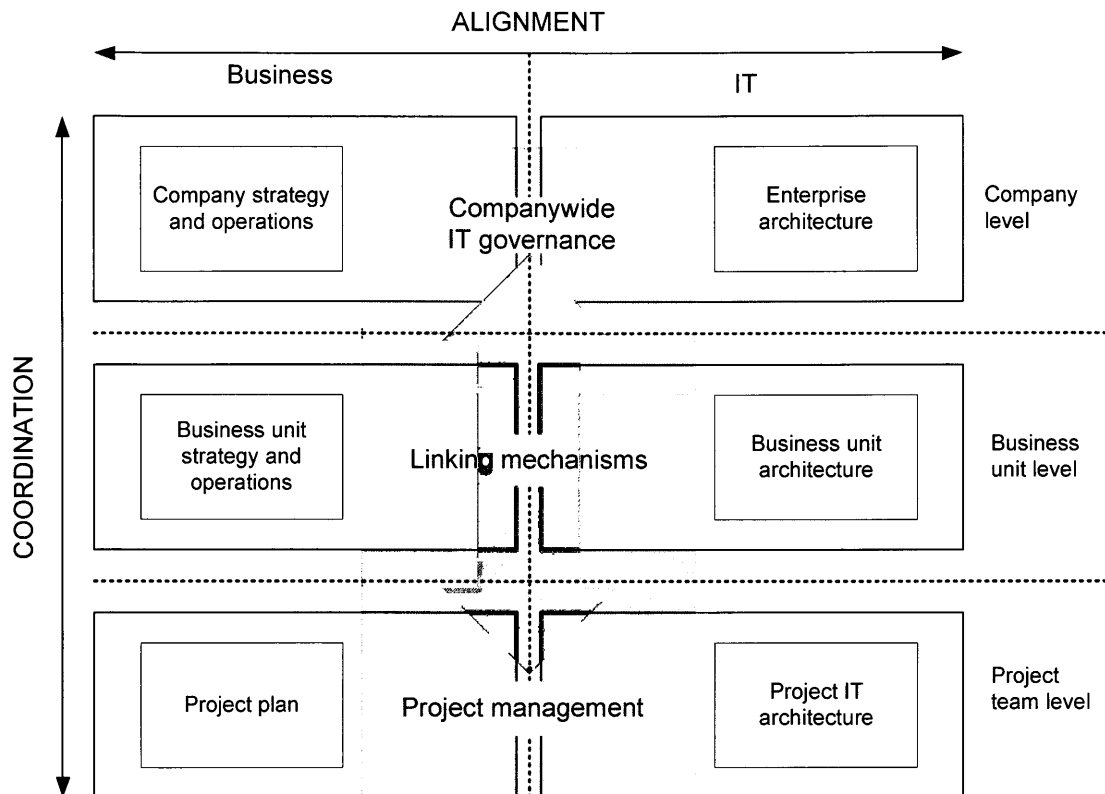 ALIGNMENT
Business
IT
COORDINATION
Company strategy
and operations
Companywide
IT governance
Enterprise
architecture
Company
level
Business unit
strategy and
operations
Linking mechanisms
Business unit
architecture
Business
unit level
Project plan
Project management
Project IT
architecture
Project
team level